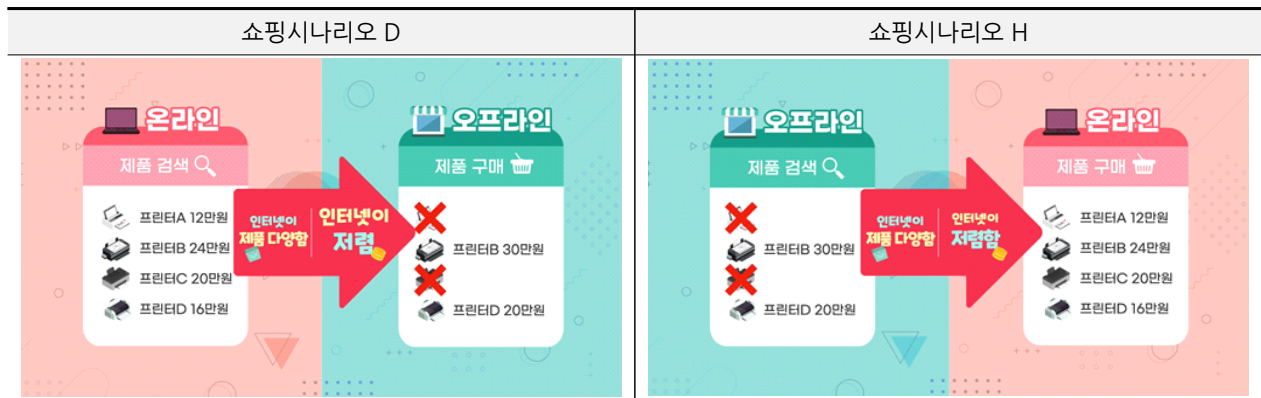 쇼핑시나리오 D
온라인
제품 검색
프린터A 12만원
프린터B 24만원
프린터C 20만원
프린터D 16만원
인터넷이
제품 다양함
인터넷이
저렴
오프라인
제품 구매
프린터B 30만원
프린터D 20만원
쇼핑시나리오 H
오프라인
제품 검색
프린터B 30만원
프린터D 20만원
인터넷이
제품 다양함
인터넷이
저렴함
온라인
제품 구매
프린터A 12만원
프린터B 24만원
프린터C 20만원
프린터D 16만원